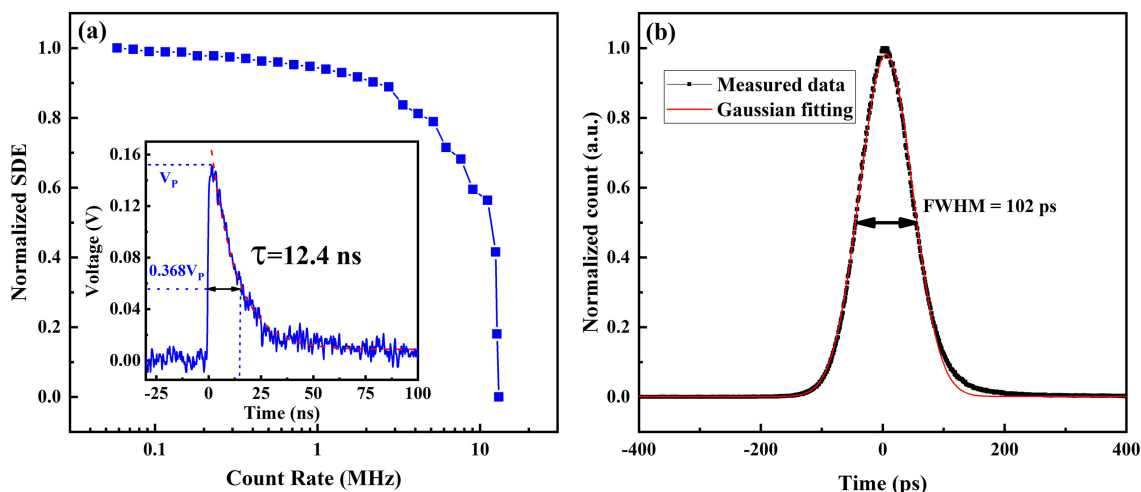 (a)
1.0
0.8
0.6
0.4
0.2
0.0
Normalized SDE
0.1
1
10
Count Rate (MHz)
0.16
0.12
0.08
0.04
0.00
Voltage (V)
V_P
0.368V_P
τ=12.4 ns
-25
0
25
50
75
100
Time (ns)
(b)
1.0
0.8
0.6
0.4
0.2
0.0
Normalized count (a.u.)
Measured data
Gaussian fitting
FWHM = 102 ps
-400
-200
0
200
400
Time (ps)